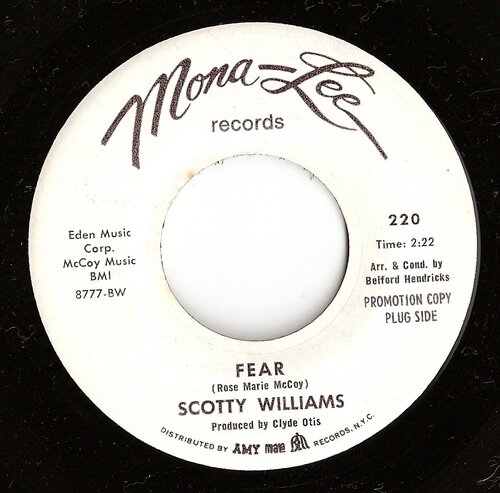 Mona-Lee
records
Eden Music
Corp.
McCoy Music
BMI
8777-BW
220
Time: 2:22
Arr. & Cond. by
Belford Hendricks
PROMOTION COPY
PLUG SIDE
FEAR
(Rose Marie McCoy)
SCOTTY WILLIAMS
Produced by Clyde Otis
DISTRIBUTED BY AMY mala BELL RECORDS, N.Y.C.